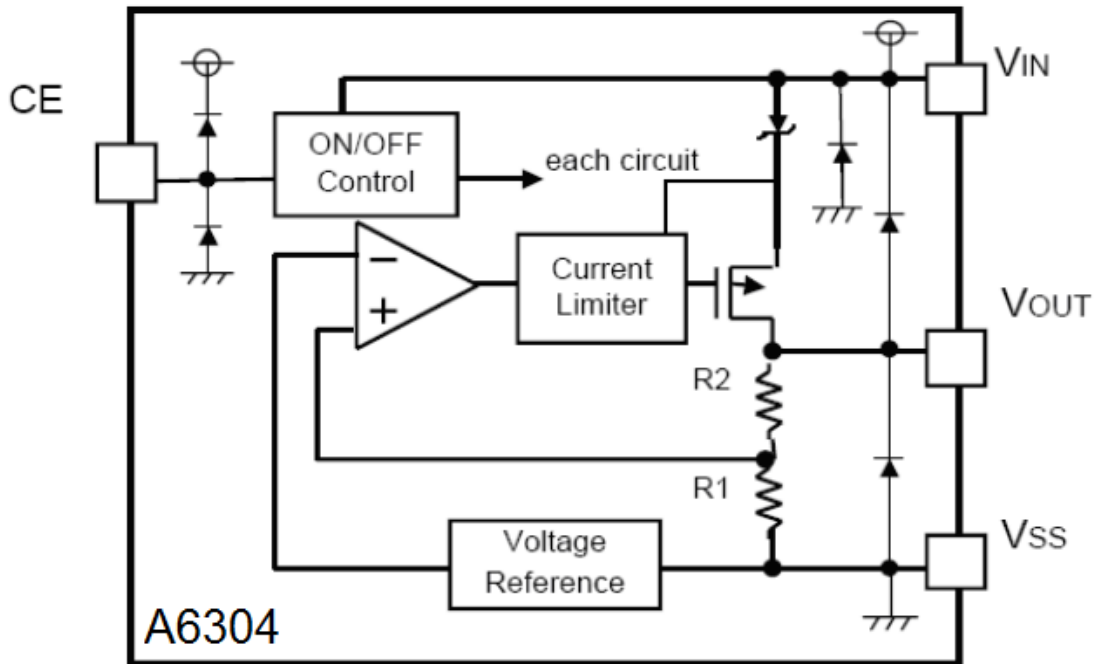 CE
VIN
ON/OFF
Control
each circuit
−
+
Current
Limiter
VOUT
R2
R1
Voltage
Reference
VSS
A6304